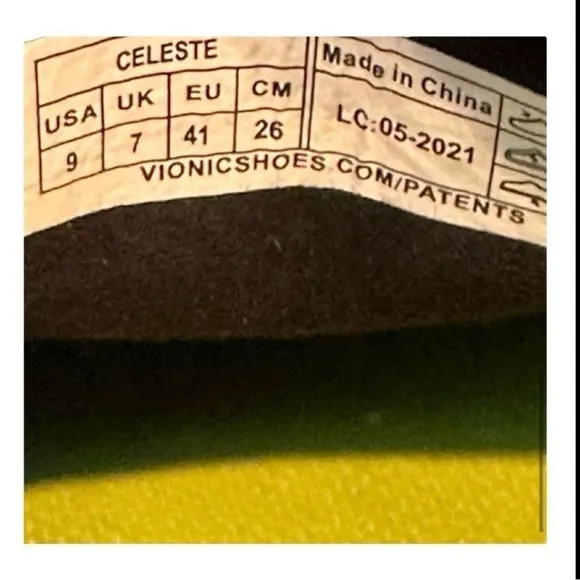 CELESTE
USA UK EU CM
9 7 41 26
Made in China
LC:05-2021
VIONICSHOES.COM/PATENTS